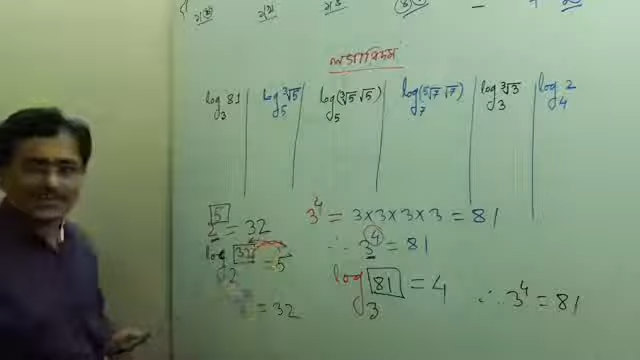 লগারিদম
log₃ 81 log₅ ∛5 log₅ (∛5 √5) log₇ (⁵√7 √7) log₃ ∛3 log₄ 2
2⁵ = 32 3⁴ = 3×3×3×3 = 81
log₂ 32 = 5 ∴ 3⁴ = 81
log₃ 81 = 4 ∴ 3⁴ = 81
= 32